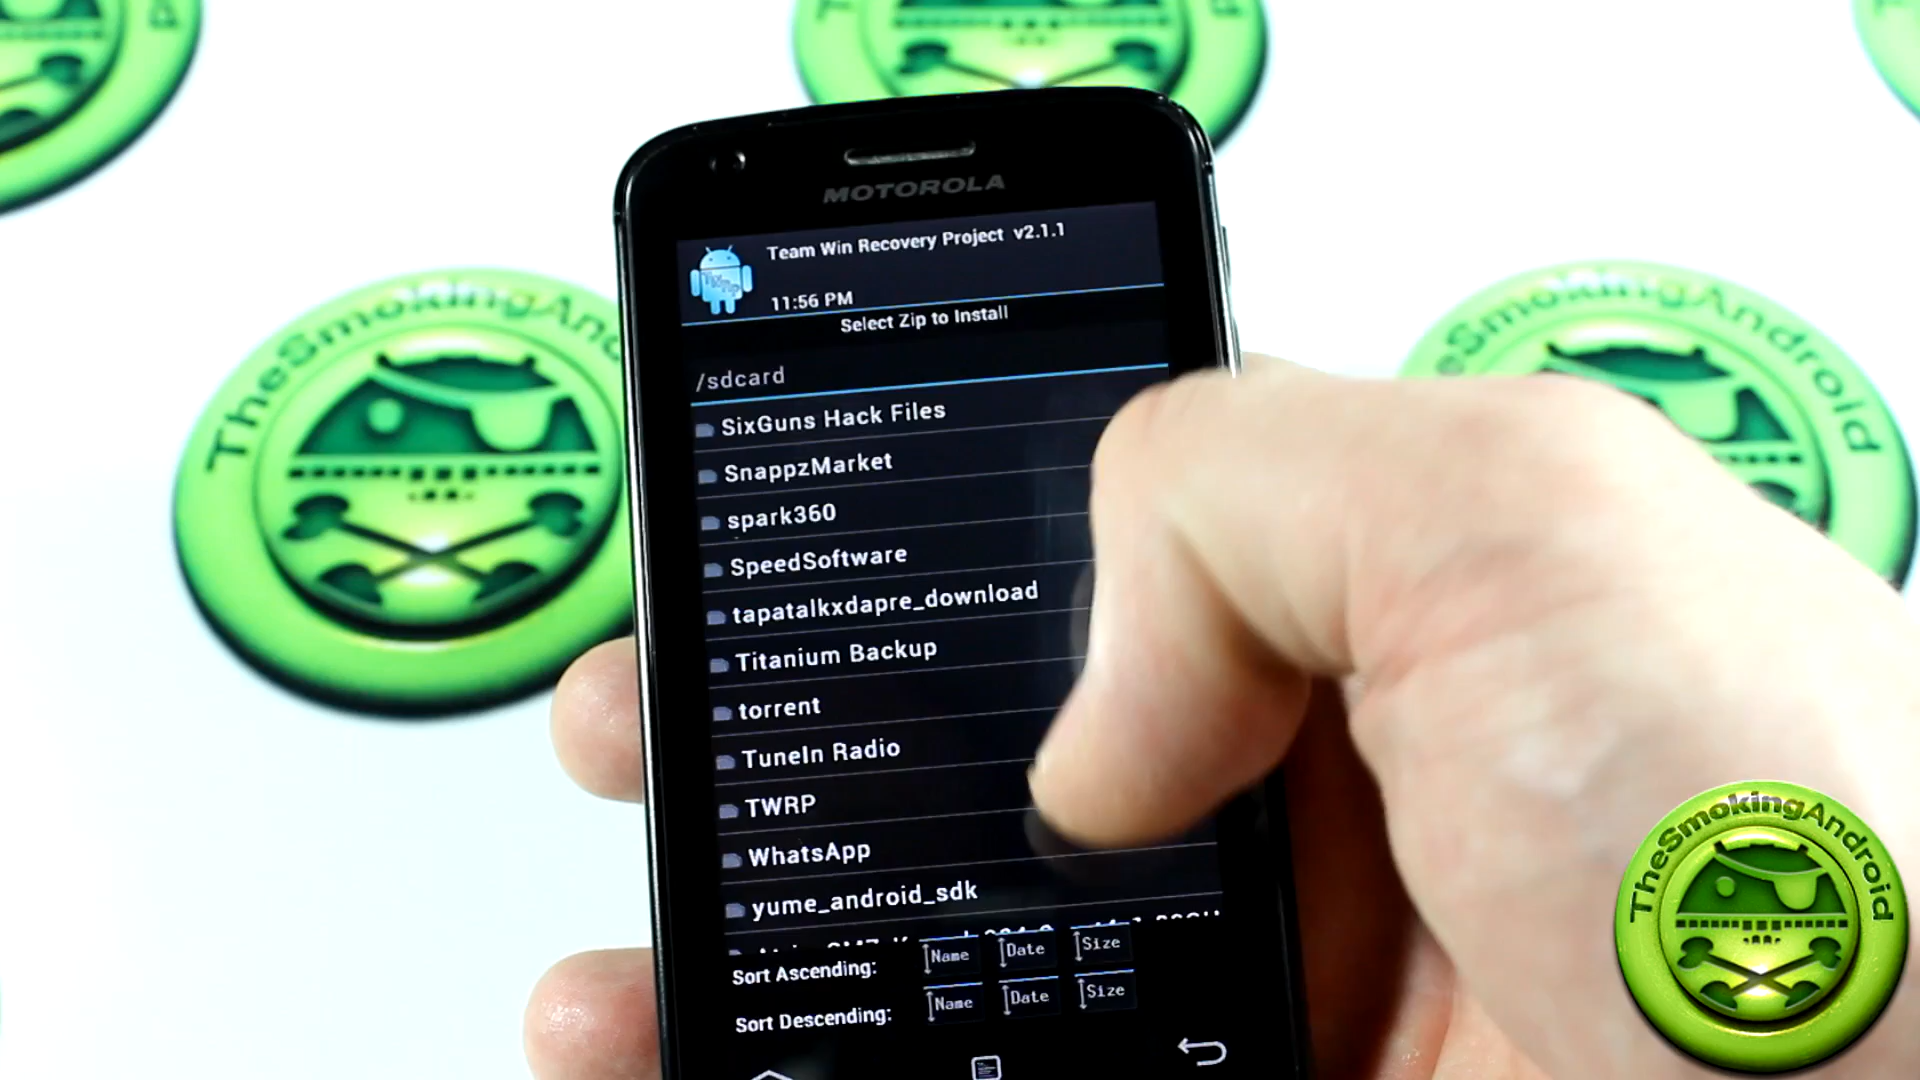 MOTOROLA
Team Win Recovery Project v2.1.1
11:56 PM
Select Zip to Install
/sdcard
SixGuns Hack Files
SnappzMarket
spark360
SpeedSoftware
tapatalkxdapre_download
Titanium Backup
torrent
TuneIn Radio
TWRP
WhatsApp
yume_android_sdk
Sort Ascending: Name Date Size
Sort Descending: Name Date Size
TheSmokingAndroid
TheSmokingAndroid
TheSmokingAndroid